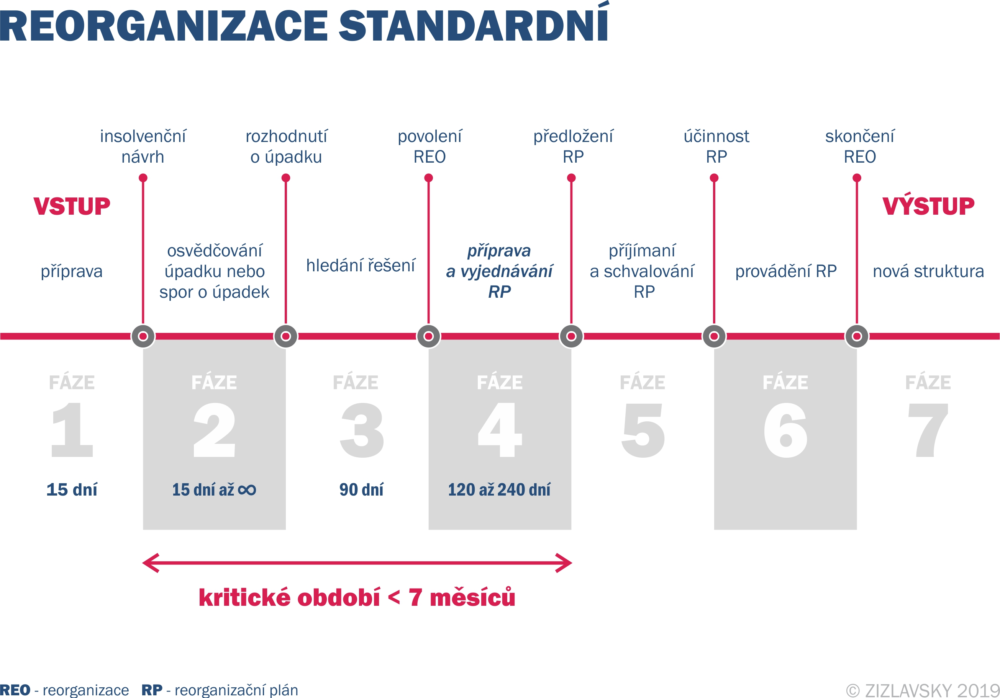 REORGANIZACE STANDARDNÍ
insolvenční
návrh
rozhodnutí
o úpadku
povolení
REO
předložení
RP
účinnost
RP
skončení
REO
VSTUP
VÝSTUP
příprava
osvědčování
úpadku nebo
spor o úpadek
hledání řešení
příprava
a vyjednávání
RP
přijímaní
a schvalování
RP
provádění RP
nová struktura
FÁZE
1
15 dní
FÁZE
2
15 dní až ∞
FÁZE
3
90 dní
FÁZE
4
120 až 240 dní
FÁZE
5
FÁZE
6
FÁZE
7
kritické období < 7 měsíců
REO - reorganizace RP - reorganizační plán
© ZIZLAVSKY 2019